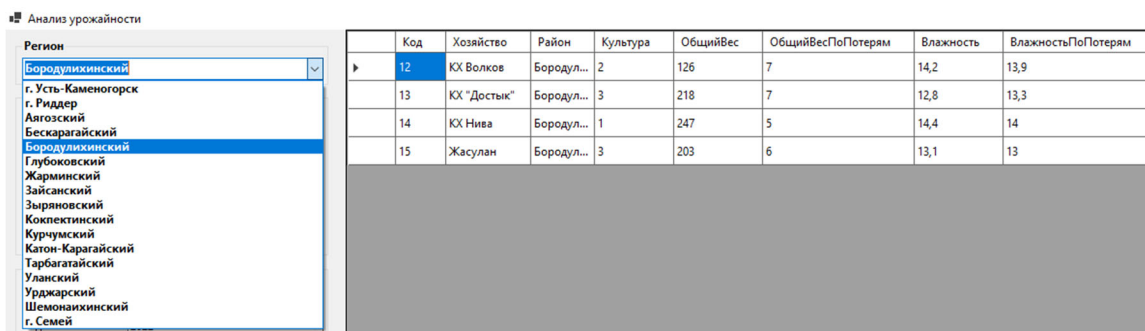 Анализ урожайности
Регион
Бородулихинский
г. Усть-Каменогорск
г. Риддер
Аягозский
Бескарагайский
Бородулихинский
Глубоковский
Жарминский
Зайсанский
Зыряновский
Кокпектинский
Курчумский
Катон-Карагайский
Тарбагатайский
Уланский
Урджарский
Шемонаихинский
г. Семей
Код Хозяйство Район Культура ОбщийВес ОбщийВесПоПотерям Влажность ВлажностьПоПотерям
12 КХ Волков Бородул... 2 126 7 14,2 13,9
13 КХ "Достык" Бородул... 3 218 7 12,8 13,3
14 КХ Нива Бородул... 1 247 5 14,4 14
15 Жасулан Бородул... 3 203 6 13,1 13